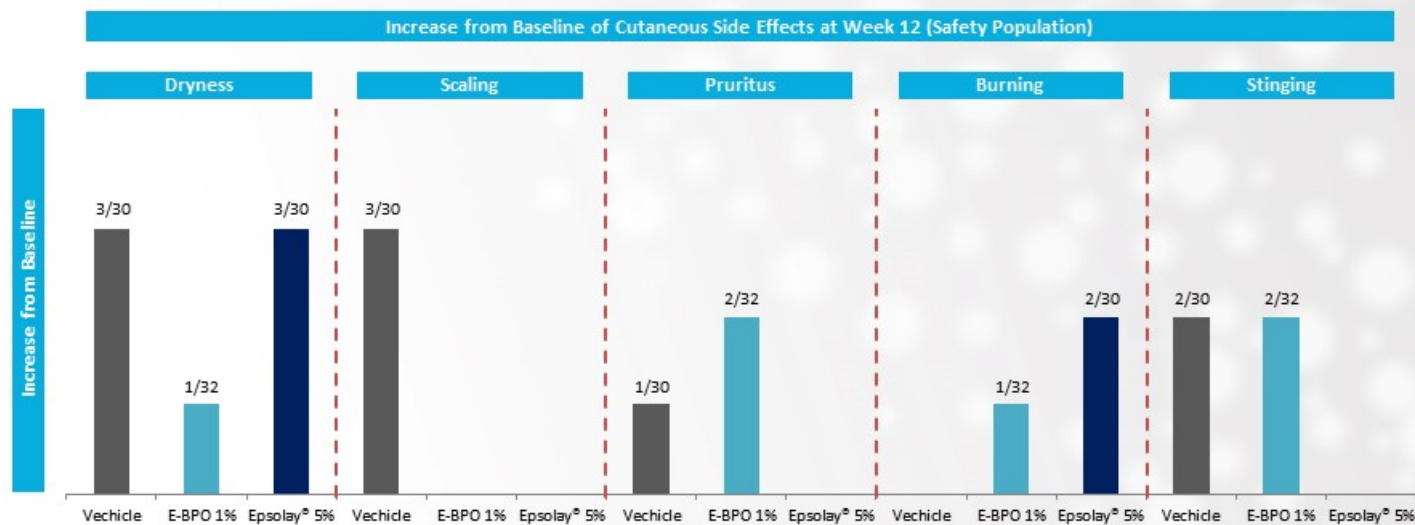 Increase from Baseline of Cutaneous Side Effects at Week 12 (Safety Population)
Dryness Scaling Pruritus Burning Stinging
Increase from Baseline
3/30 3/30 3/30
2/32 2/30 2/30 2/32
1/32 1/30 1/32
Vechicle E-BPO 1% Epsolay® 5% Vechicle E-BPO 1% Epsolay® 5% Vechicle E-BPO 1% Epsolay® 5% Vechicle E-BPO 1% Epsolay® 5% Vechicle E-BPO 1% Epsolay® 5%